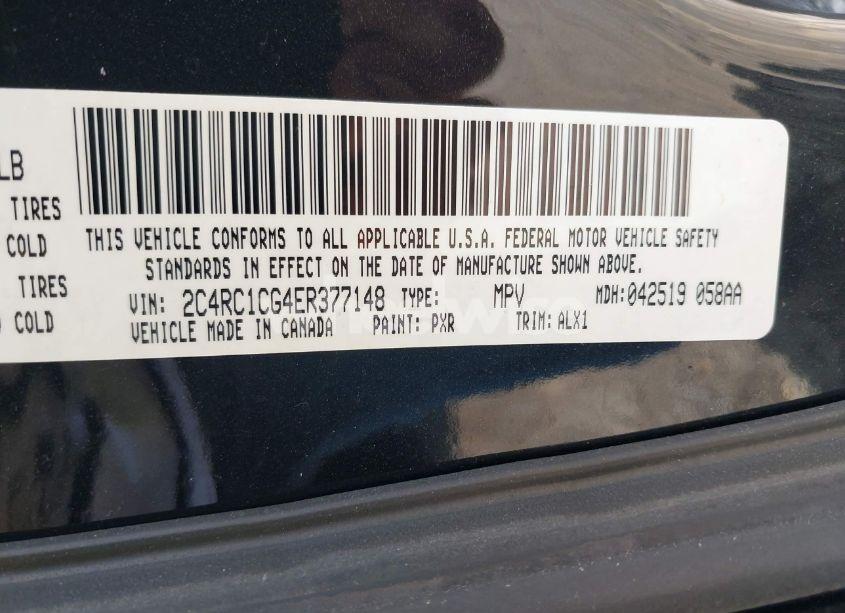 LB
TIRES
COLD
TIRES
COLD
THIS VEHICLE CONFORMS TO ALL APPLICABLE U.S.A. FEDERAL MOTOR VEHICLE SAFETY
STANDARDS IN EFFECT ON THE DATE OF MANUFACTURE SHOWN ABOVE.
VIN: 2C4RC1CG4ER377148 TYPE: MPV MDH: 042519 058AA
VEHICLE MADE IN CANADA PAINT: PXR TRIM: ALX1